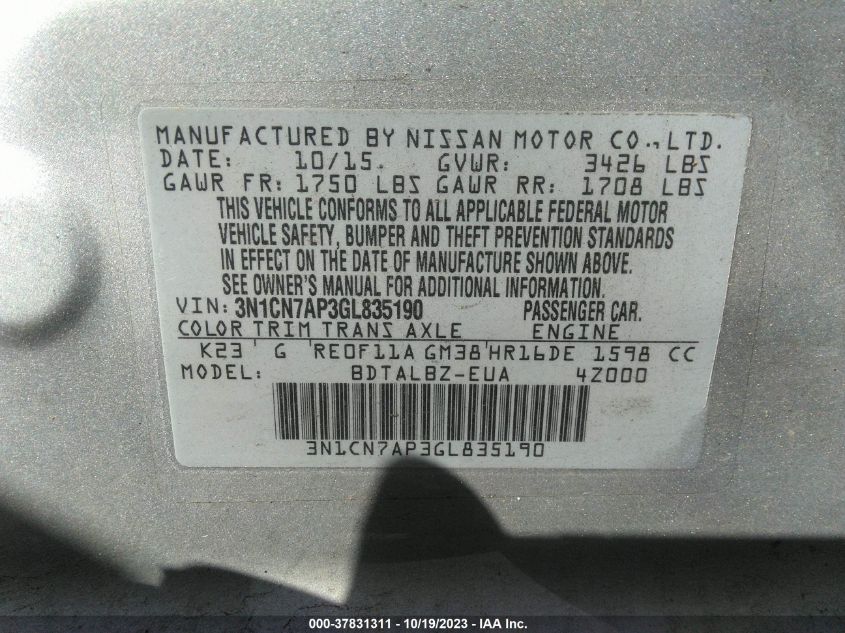 MANUFACTURED BY NISSAN MOTOR CO., LTD.
DATE: 10/15 GVWR: 3426 LBS
GAWR FR: 1750 LBS GAWR RR: 1708 LBS
THIS VEHICLE CONFORMS TO ALL APPLICABLE FEDERAL MOTOR
VEHICLE SAFETY, BUMPER AND THEFT PREVENTION STANDARDS
IN EFFECT ON THE DATE OF MANUFACTURE SHOWN ABOVE.
SEE OWNER'S MANUAL FOR ADDITIONAL INFORMATION.
VIN: 3N1CN7AP3GL835190 PASSENGER CAR.
COLOR TRIM TRANS AXLE ENGINE
K23 G RE0F11A GM38 HR16DE 1598 CC
MODEL: BDTALBZ-EUA 4Z000
3N1CN7AP3GL835190
000-37831311 - 10/19/2023 - IAA Inc.